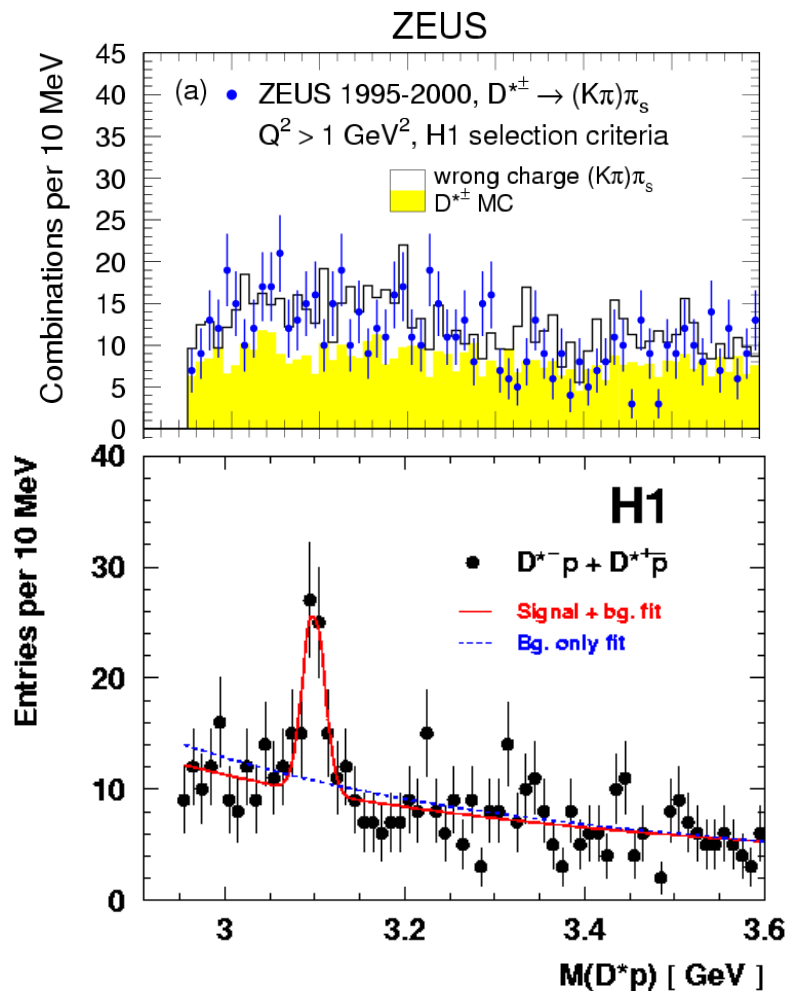 ZEUS
Combinations per 10 MeV
45
40
35
30
25
20
15
10
5
0
(a) ZEUS 1995-2000, D*± → (Kπ)πₛ
Q² > 1 GeV², H1 selection criteria
wrong charge (Kπ)πₛ
D*± MC
Entries per 10 MeV
40
30
20
10
0
H1
D*⁻p + D*⁺p̄
Signal + bg. fit
Bg. only fit
3 3.2 3.4 3.6
M(D*p) [ GeV ]